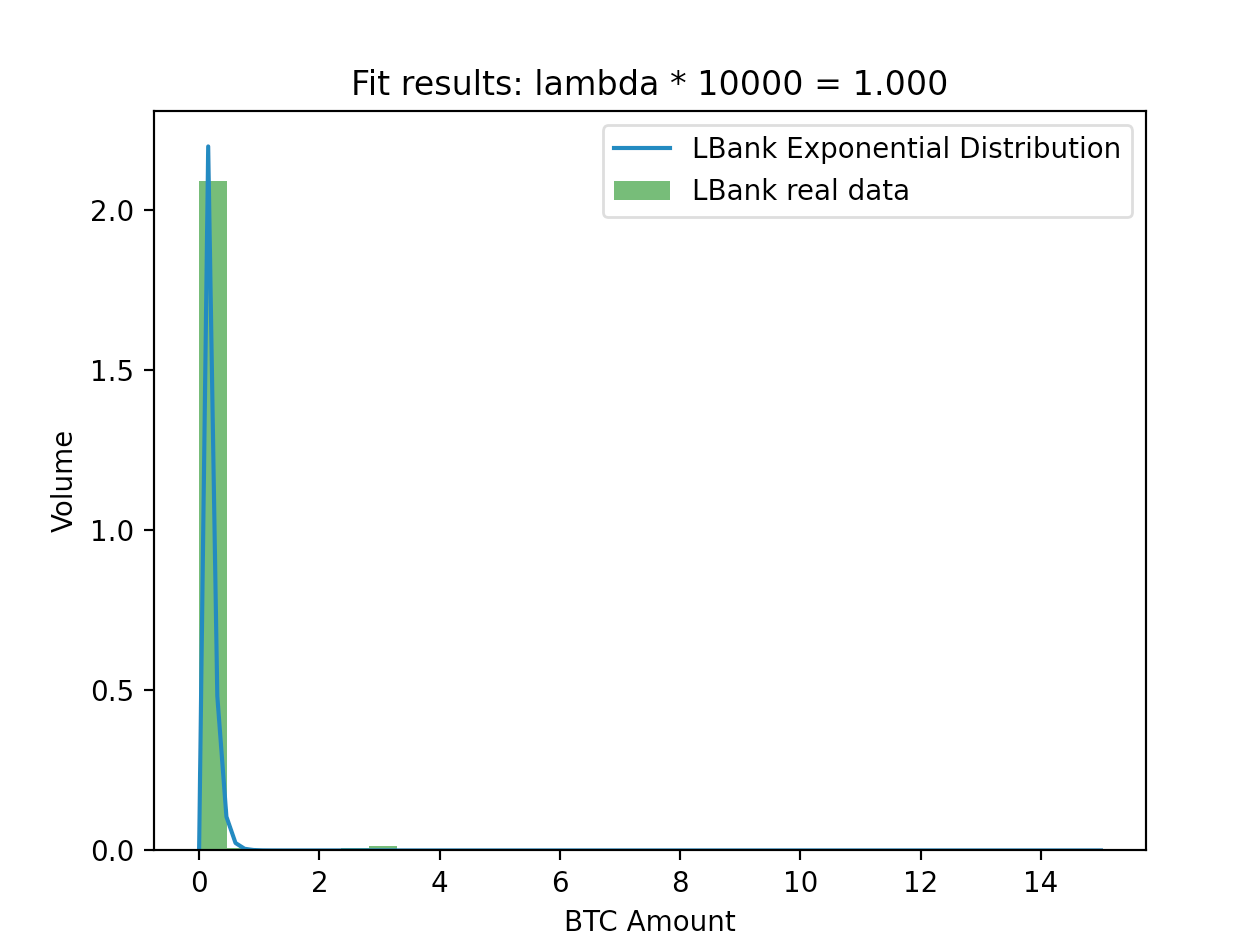 Fit results: lambda * 10000 = 1.000
LBank Exponential Distribution
LBank real data
2.0
1.5
1.0
0.5
0.0
Volume
0 2 4 6 8 10 12 14
BTC Amount